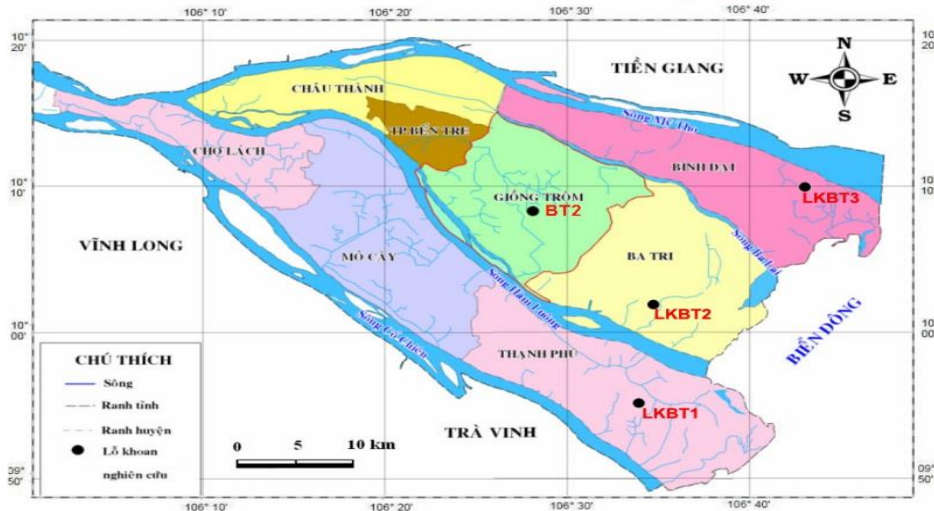 106° 10'
106° 20'
106° 30'
106° 40'
10° 20'
10° 20'
TIỀN GIANG
N
W
E
S
CHÂU THÀNH
TP.BẾN TRE
Sông Mỹ Tho
CHỢ LÁCH
BÌNH ĐẠI
10° 10'
10° 10'
GIỒNG TRÔM
LKBT3
BT2
VĨNH LONG
MỎ CÀY
BA TRI
Sông Ba Lai
Sông Hàm Luông
LKBT2
BIỂN ĐÔNG
Sông Cổ Chiên
10° 00'
10° 00'
THẠNH PHÚ
CHÚ THÍCH
Sông
Ranh tỉnh
Ranh huyện
Lỗ khoan
nghiên cứu
LKBT1
TRÀ VINH
0 5 10 km
09° 50'
09° 50'
106° 10'
106° 20'
106° 30'
106° 40'